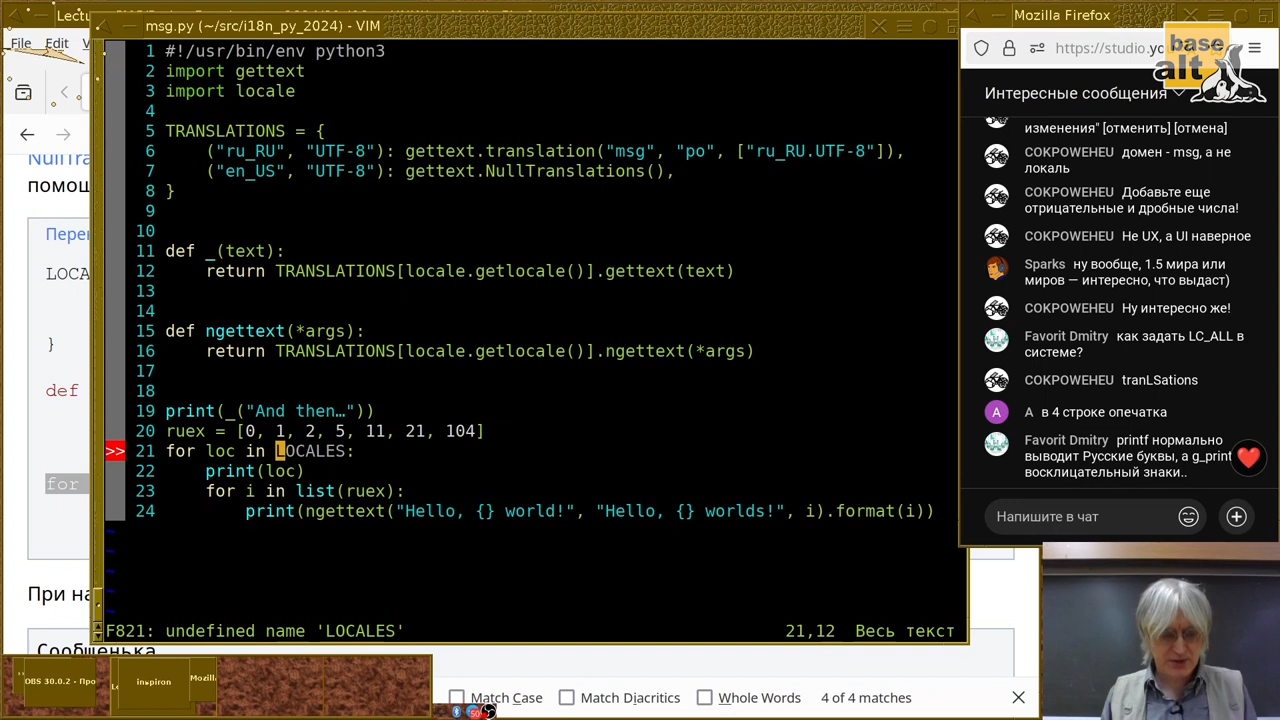 Lectu
msg.py (~/src/i18n_py_2024) - VIM
Mozilla Firefox
File Edit V
https://studio.yo
base
alt
NullTra
помощ
Перен
LOCA
}
def
for
При на
Сообщенька
1 #!/usr/bin/env python3
2 import gettext
3 import locale
4
5 TRANSLATIONS = {
6 ("ru_RU", "UTF-8"): gettext.translation("msg", "po", ["ru_RU.UTF-8"]),
7 ("en_US", "UTF-8"): gettext.NullTranslations(),
8 }
9
10
11 def _(text):
12 return TRANSLATIONS[locale.getlocale()].gettext(text)
13
14
15 def ngettext(*args):
16 return TRANSLATIONS[locale.getlocale()].ngettext(*args)
17
18
19 print(_("And then…"))
20 ruex = [0, 1, 2, 5, 11, 21, 104]
>> 21 for loc in LOCALES:
22 print(loc)
23 for i in list(ruex):
24 print(ngettext("Hello, {} world!", "Hello, {} worlds!", i).format(i))
~
~
~
~
~
F821: undefined name 'LOCALES' 21,12 Весь текст
Интересные сообщения
изменения" [отменить] [отмена]
COKPOWEHEU домен - msg, а не
локаль
COKPOWEHEU Добавьте еще
отрицательные и дробные числа!
COKPOWEHEU Не UX, а UI наверное
Sparks ну вообще, 1.5 мира или
миров — интересно, что выдаст)
COKPOWEHEU Ну интересно же!
Favorit Dmitry как задать LC_ALL в
системе?
COKPOWEHEU tranLSations
A A в 4 строке опечатка
Favorit Dmitry printf нормально
выводит Русские буквы, а g_print
восклицательный знаки..
Напишите в чат
OBS 30.0.2 - Про
inspiron
Mozil
Match Case Match Diacritics Whole Words 4 of 4 matches